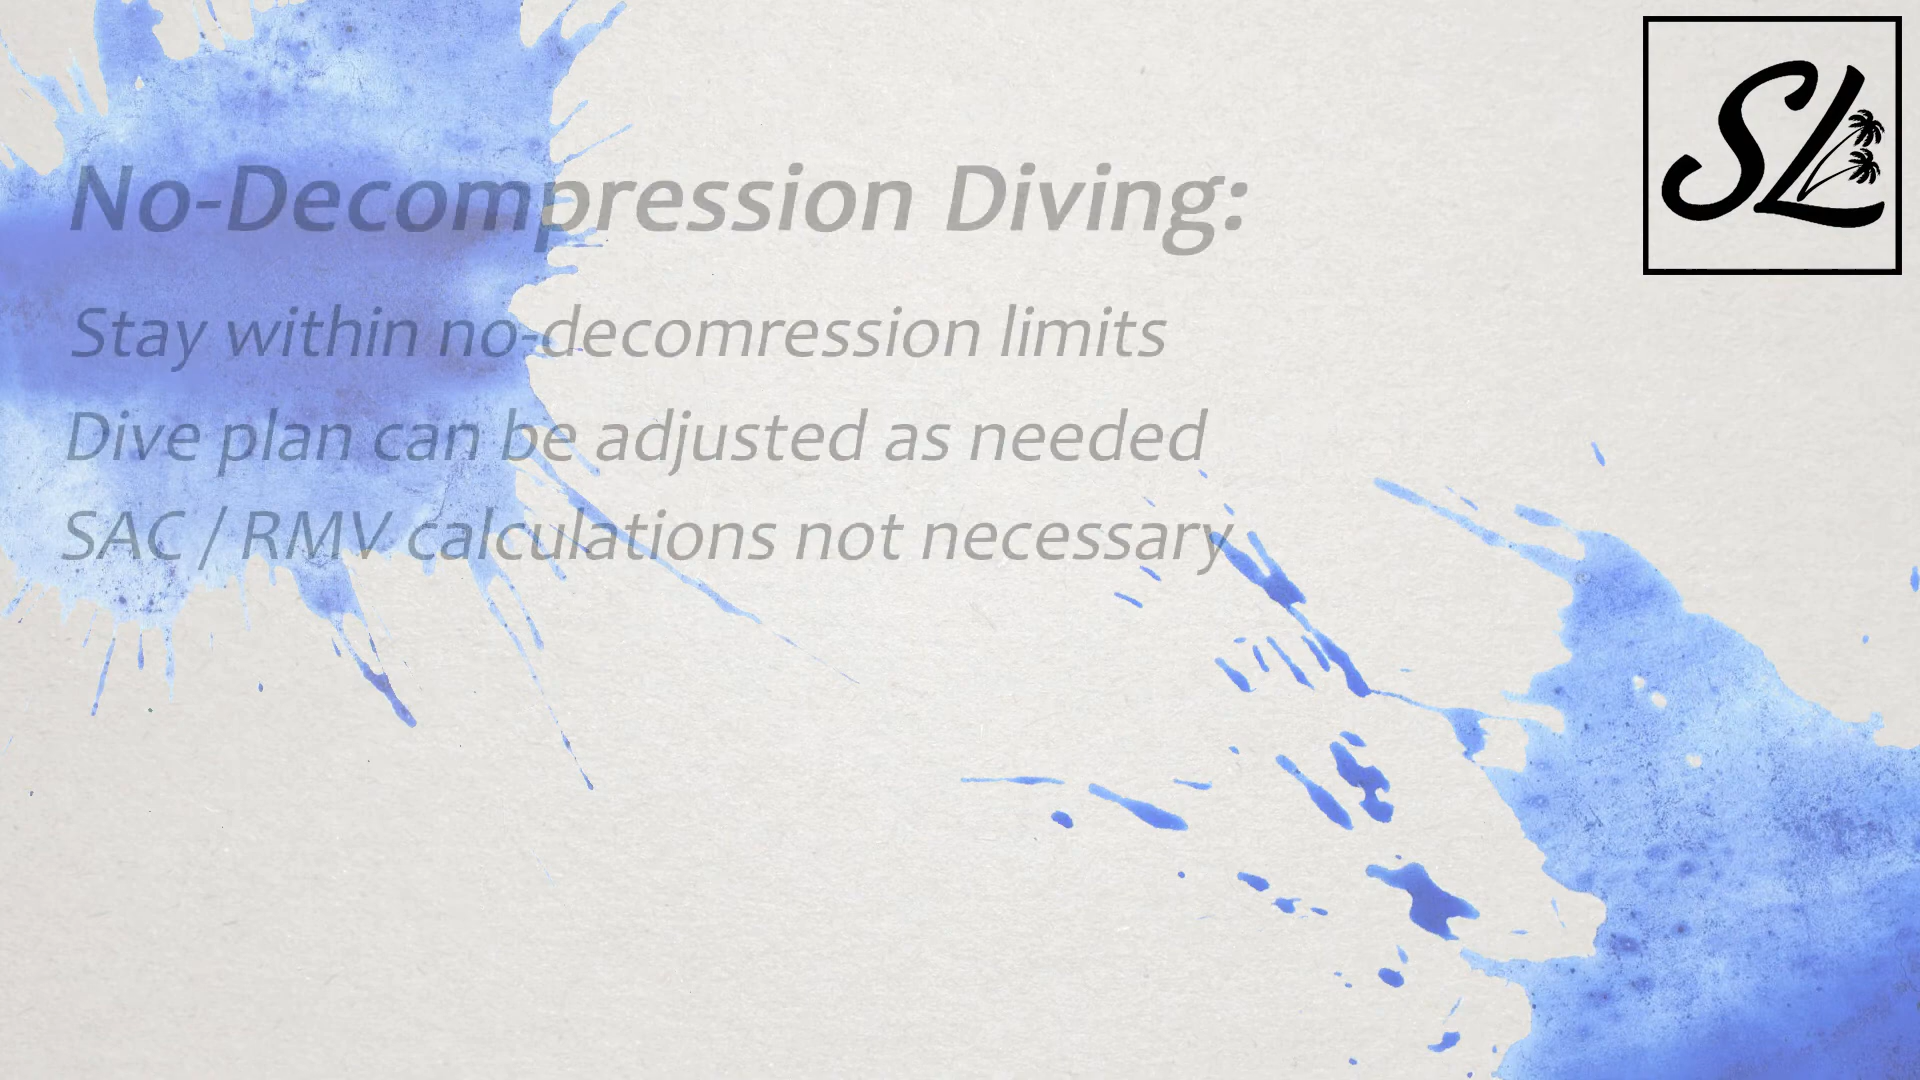 SL
No-Decompression Diving:
Stay within no-decomression limits
Dive plan can be adjusted as needed
SAC / RMV calculations not necessary